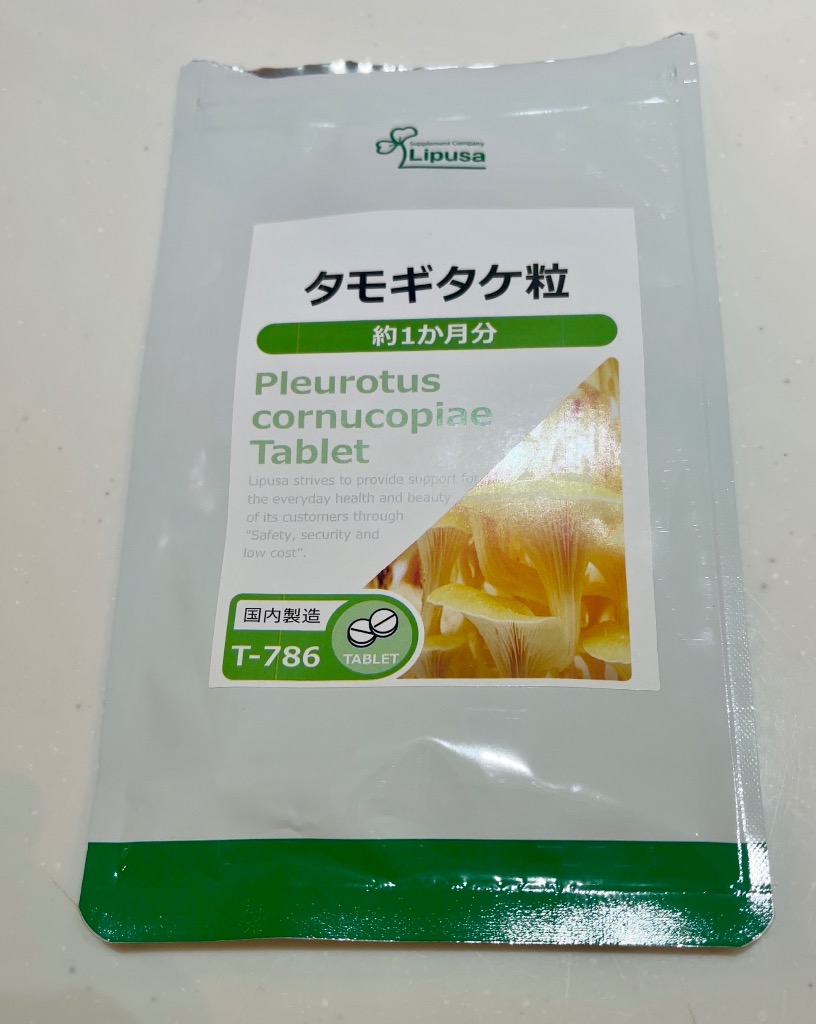 Supplement Company
Lipusa
タモギタケ粒
約1か月分
Pleurotus
cornucopiae
Tablet
Lipusa strives to provide support for
the everyday health and beauty
of its customers through
"Safety, security and
low cost".
国内製造
T-786
TABLET